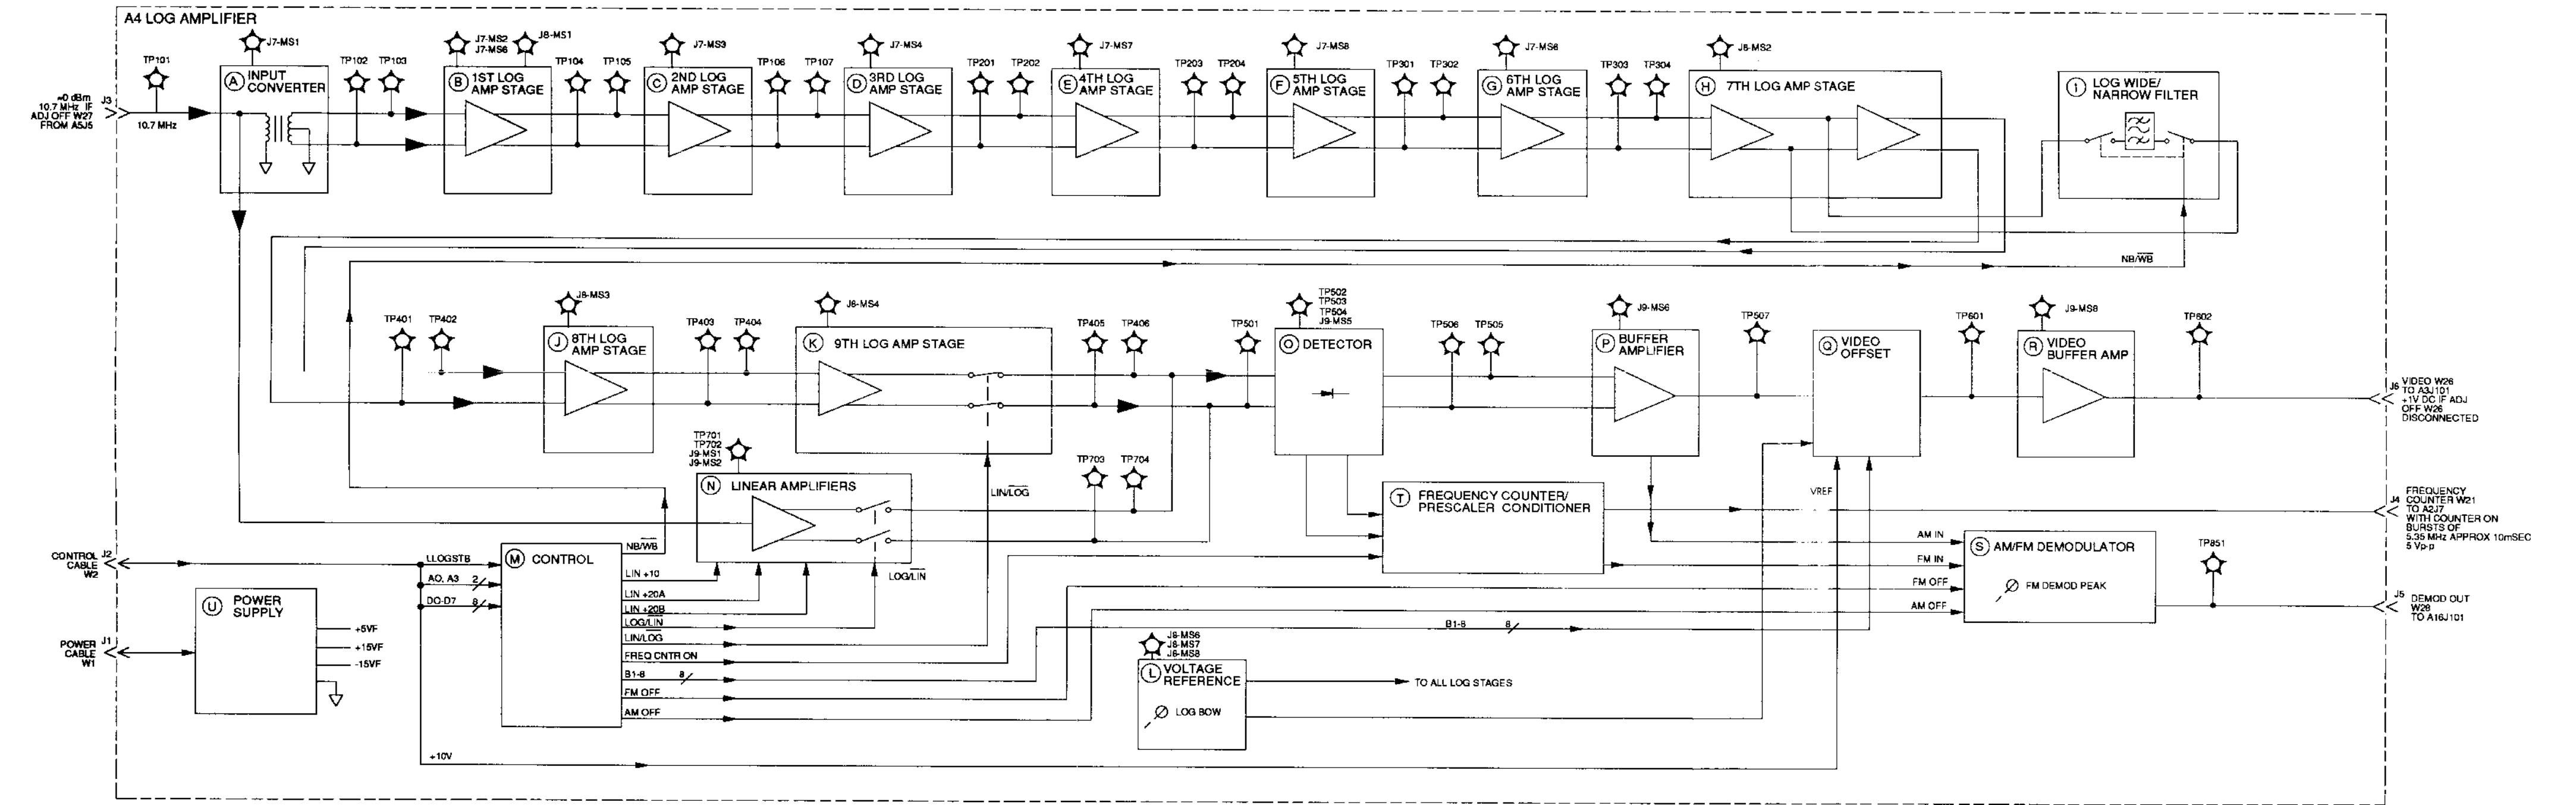 A4 LOG AMPLIFIER
J7-MS1
J7-MS2
J7-MS6
J8-MS1
J7-MS3
J7-MS4
J7-MS7
J7-MS8
J7-MS6
J8-MS2
TP101
TP102
TP103
TP104
TP105
TP106
TP107
TP201
TP202
TP203
TP204
TP301
TP302
TP303
TP304
A INPUT
CONVERTER
B 1ST LOG
AMP STAGE
C 2ND LOG
AMP STAGE
D 3RD LOG
AMP STAGE
E 4TH LOG
AMP STAGE
F 5TH LOG
AMP STAGE
G 6TH LOG
AMP STAGE
H 7TH LOG AMP STAGE
I LOG WIDE/
NARROW FILTER
≈0 dBm
10.7 MHz IF
ADJ OFF W27
FROM A5J5
J3
10.7 MHz
NB/WB
J8-MS3
J8-MS4
TP502
TP503
TP504
J9-MS5
J9-MS6
J9-MS8
TP401
TP402
TP403
TP404
TP405
TP406
TP501
TP506
TP505
TP507
TP601
TP602
J 8TH LOG
AMP STAGE
K 9TH LOG AMP STAGE
O DETECTOR
P BUFFER
AMPLIFIER
Q VIDEO
OFFSET
R VIDEO
BUFFER AMP
J6
VIDEO W26
TO A3J101
+1V DC IF ADJ
OFF W26
DISCONNECTED
TP701
TP702
J9-MS1
J9-MS2
TP703
TP704
N LINEAR AMPLIFIERS
LIN/LOG
VREF
T FREQUENCY COUNTER/
PRESCALER CONDITIONER
J4
FREQUENCY
COUNTER W21
TO A2J7
WITH COUNTER ON
BURSTS OF
5.35 MHz APPROX 10mSEC
5 Vp-p
CONTROL
CABLE
W2
J2
LLOGSTB
A0, A3 2
D0-D7 8
M CONTROL
NB/WB
LIN +10
LIN +20A
LIN +20B
LOG/LIN
LIN/LOG
FREQ CNTR ON
B1-8 8
FM OFF
AM OFF
LOG/LIN
AM IN
FM IN
FM OFF
AM OFF
S AM/FM DEMODULATOR
FM DEMOD PEAK
TP851
J5
DEMOD OUT
W28
TO A16J101
B1-8 8
U POWER
SUPPLY
+5VF
+15VF
-15VF
POWER
CABLE
W1
J1
J8-MS6
J8-MS7
J8-MS8
L VOLTAGE
REFERENCE
LOG BOW
TO ALL LOG STAGES
+10V